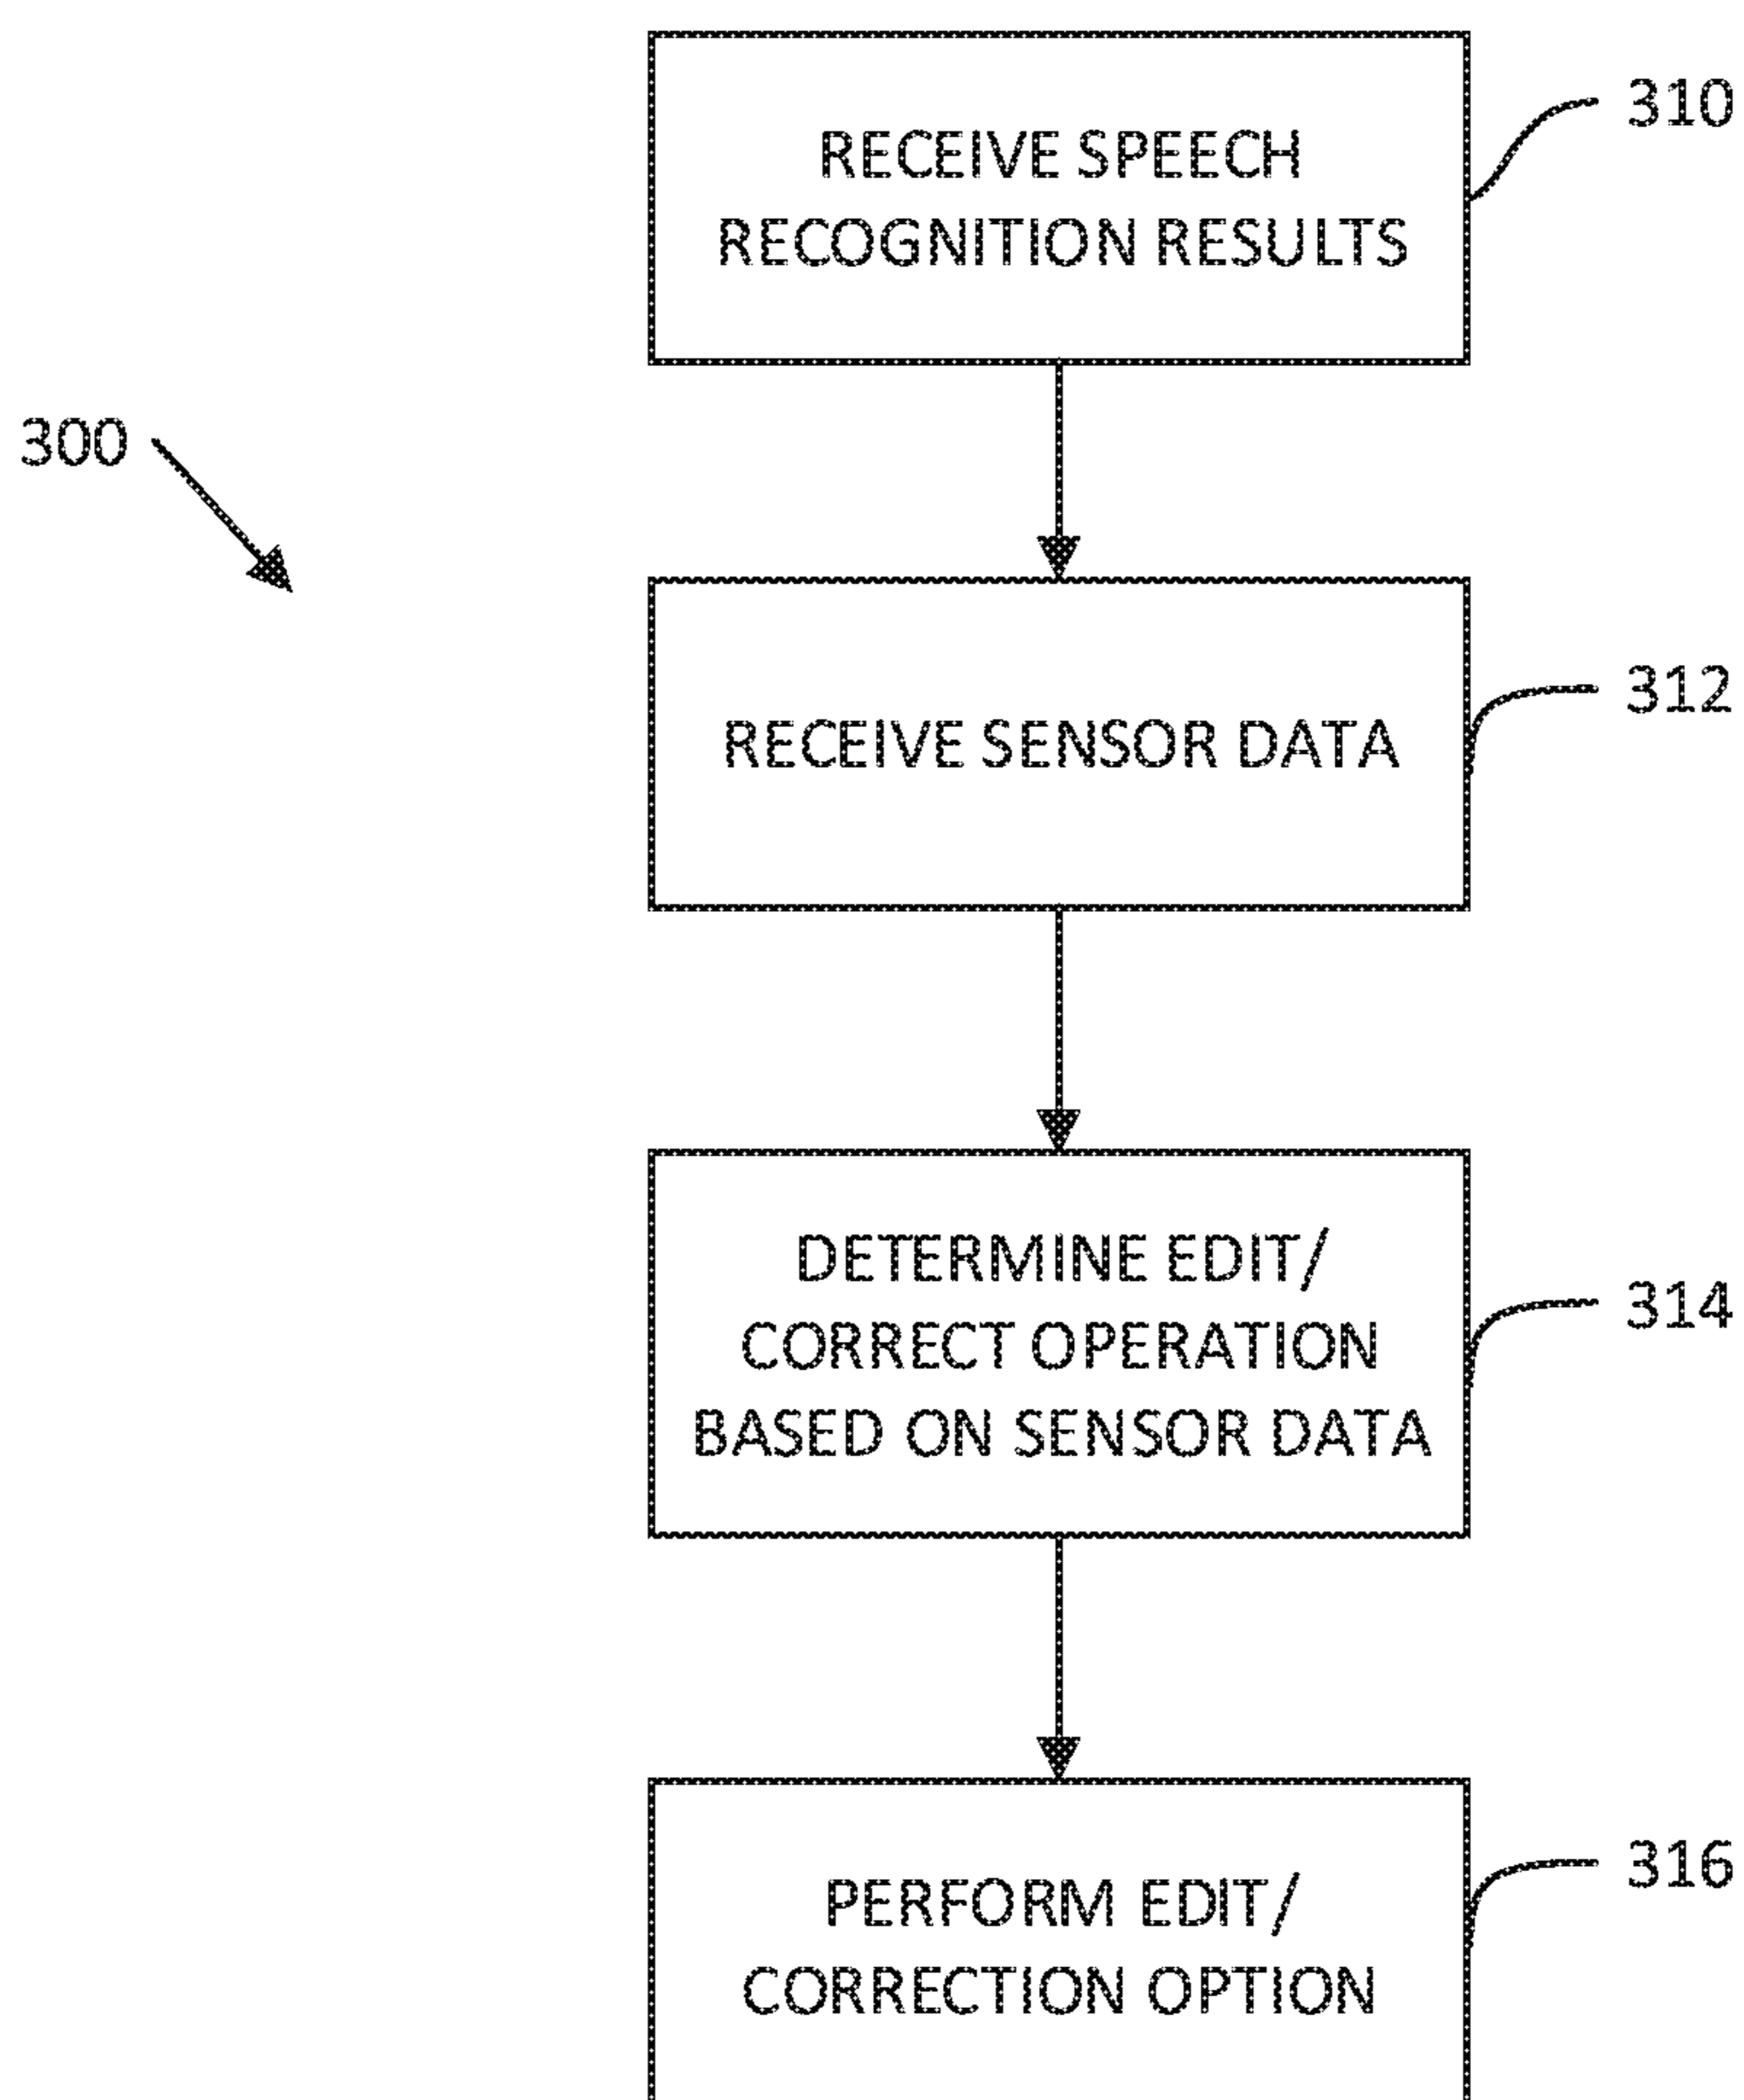 RECEIVE SPEECH
RECOGNITION RESULTS
310
300
RECEIVE SENSOR DATA
312
DETERMINE EDIT/
CORRECT OPERATION
BASED ON SENSOR DATA
314
PERFORM EDIT/
CORRECTION OPTION
316